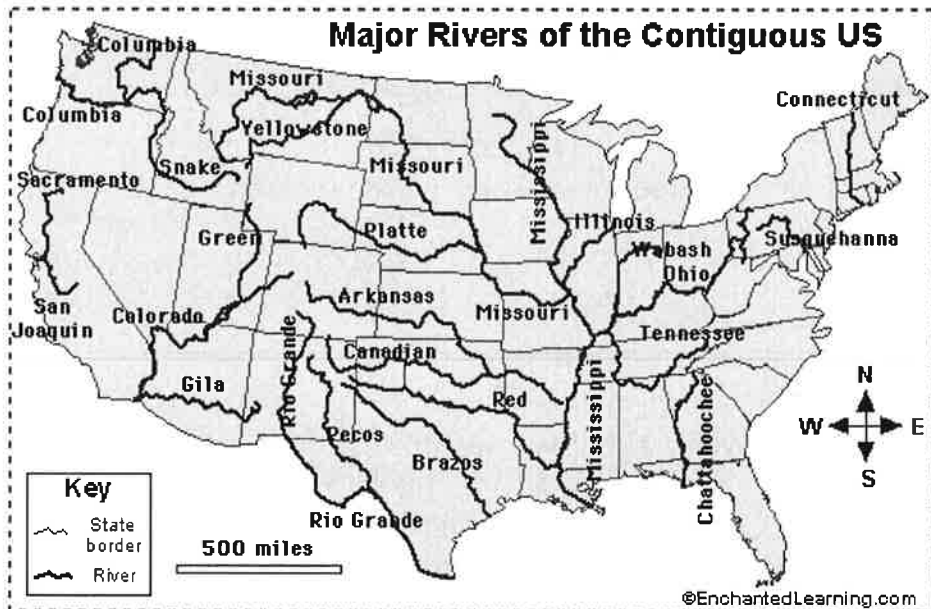 Major Rivers of the Contiguous US
Columbia
Missouri
Connecticut
Columbia
Yellowstone
Mississippi
Snake
Missouri
Sacramento
Illinois
Green
Platte
Wabash
Susquehanna
Ohio
San
Joaquin
Colorado
Arkansas
Missouri
Tennessee
Rio Grande
Canadian
Gila
Red
Mississippi
Chattahoochee
Pecos
Brazos
N
W
E
S
Rio Grande
Key
State
border
River
500 miles
©EnchantedLearning.com